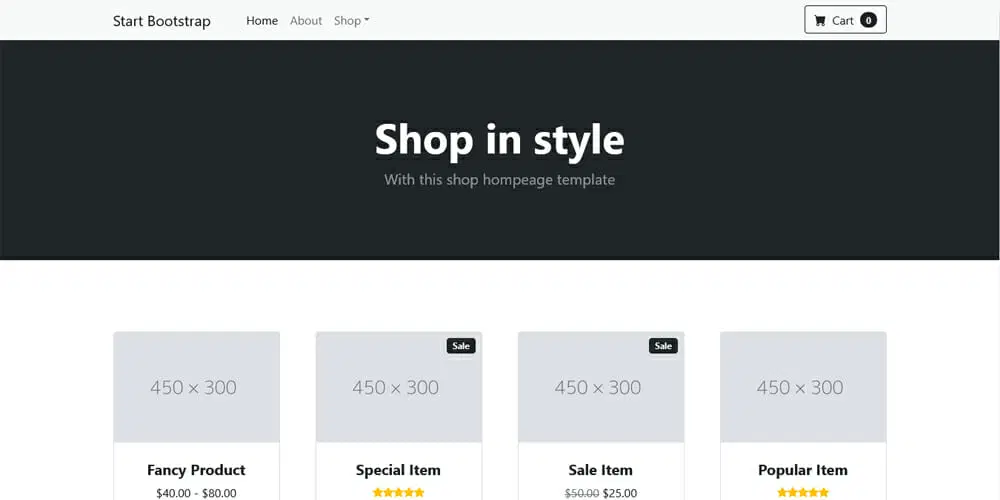 Start Bootstrap Home About Shop Cart 0
Shop in style
With this shop hompeage template
Sale Sale
450 × 300 450 × 300 450 × 300 450 × 300
Fancy Product Special Item Sale Item Popular Item
$40.00 - $80.00 $50.00 $25.00